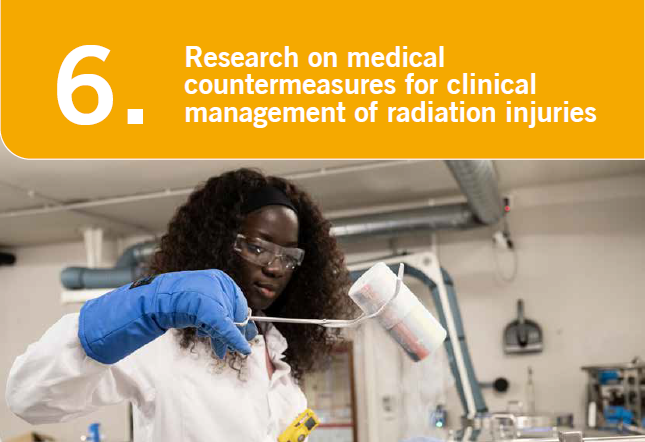 6.
Research on medical
countermeasures for clinical
management of radiation injuries